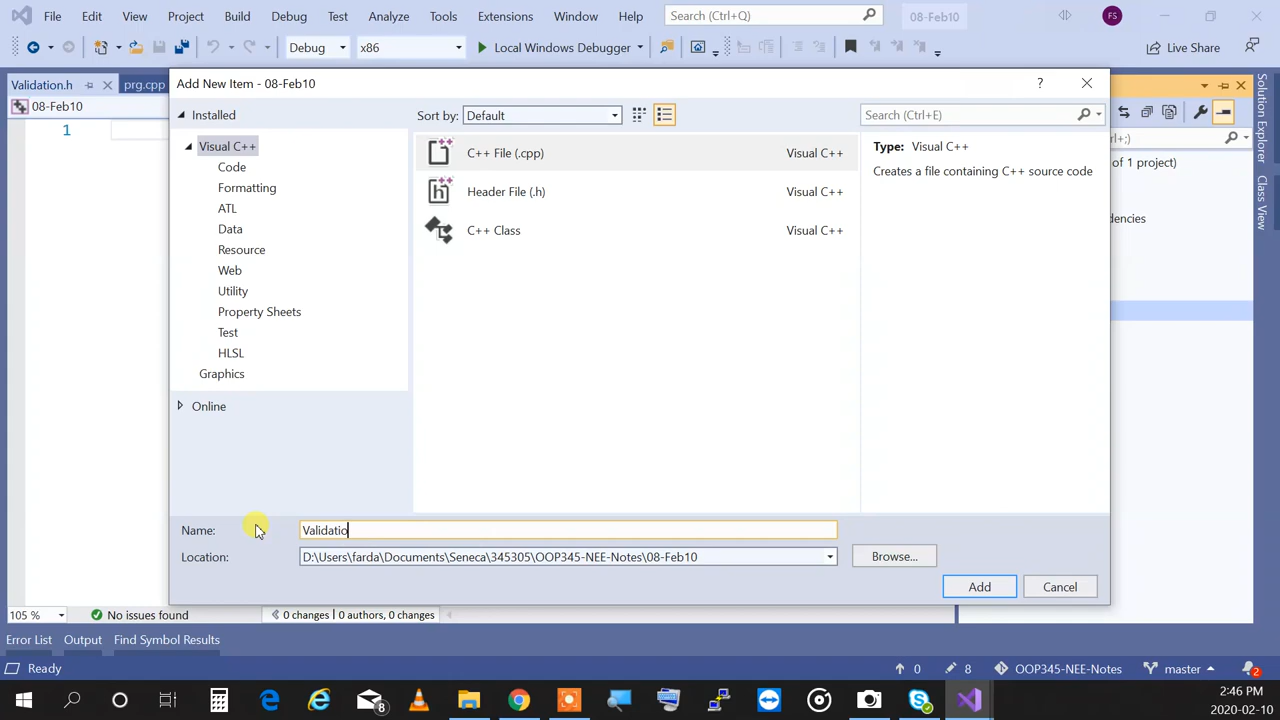 File Edit View Project Build Debug Test Analyze Tools Extensions Window Help Search (Ctrl+Q) 08-Feb10 FS
Debug x86 Local Windows Debugger Live Share
Validation.h prg.cpp
08-Feb10
1
Add New Item - 08-Feb10 ?
Installed
Sort by: Default
Search (Ctrl+E)
Visual C++
Code
Formatting
ATL
Data
Resource
Web
Utility
Property Sheets
Test
HLSL
Graphics
Online
C++ File (.cpp) Visual C++
Header File (.h) Visual C++
C++ Class Visual C++
Type: Visual C++
Creates a file containing C++ source code
Name: Validatio
Location: D:\Users\farda\Documents\Seneca\345305\OOP345-NEE-Notes\08-Feb10
Browse...
Add Cancel
trl+;)
of 1 project)
dencies
Solution Explorer
Class View
105 % No issues found 0 changes | 0 authors, 0 changes
Error List Output Find Symbol Results
Ready 0 8 OOP345-NEE-Notes master 2
8
2:46 PM
2020-02-10